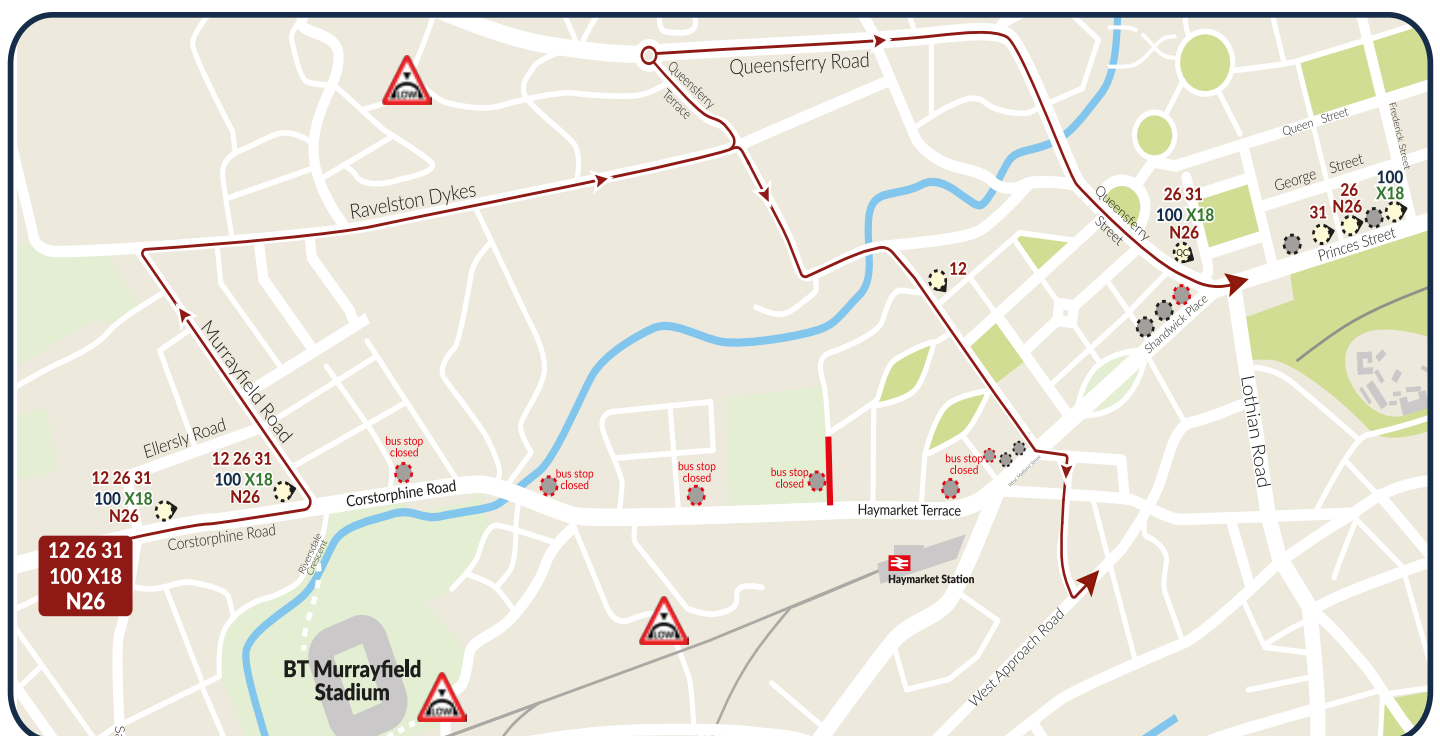 LOW
Queensferry
Terrace
Queensferry Road
Queen Street
Frederick Street
George Street
100
X18
26
N26
31
Princes Street
26 31
100 X18
N26
Queensferry
Street
Ravelston Dykes
12
Shandwick Place
Murrayfield Road
Lothian Road
Ellersly Road
12 26 31
100 X18
N26
12 26 31
100 X18
N26
bus stop
closed
bus stop
closed
bus stop
closed
bus stop
closed
bus stop
closed
West Maitland Street
Corstorphine Road
Haymarket Terrace
Corstorphine Road
Riversdale
Crescent
12 26 31
100 X18
N26
Haymarket Station
LOW
West Approach Road
BT Murrayfield
Stadium
LOW